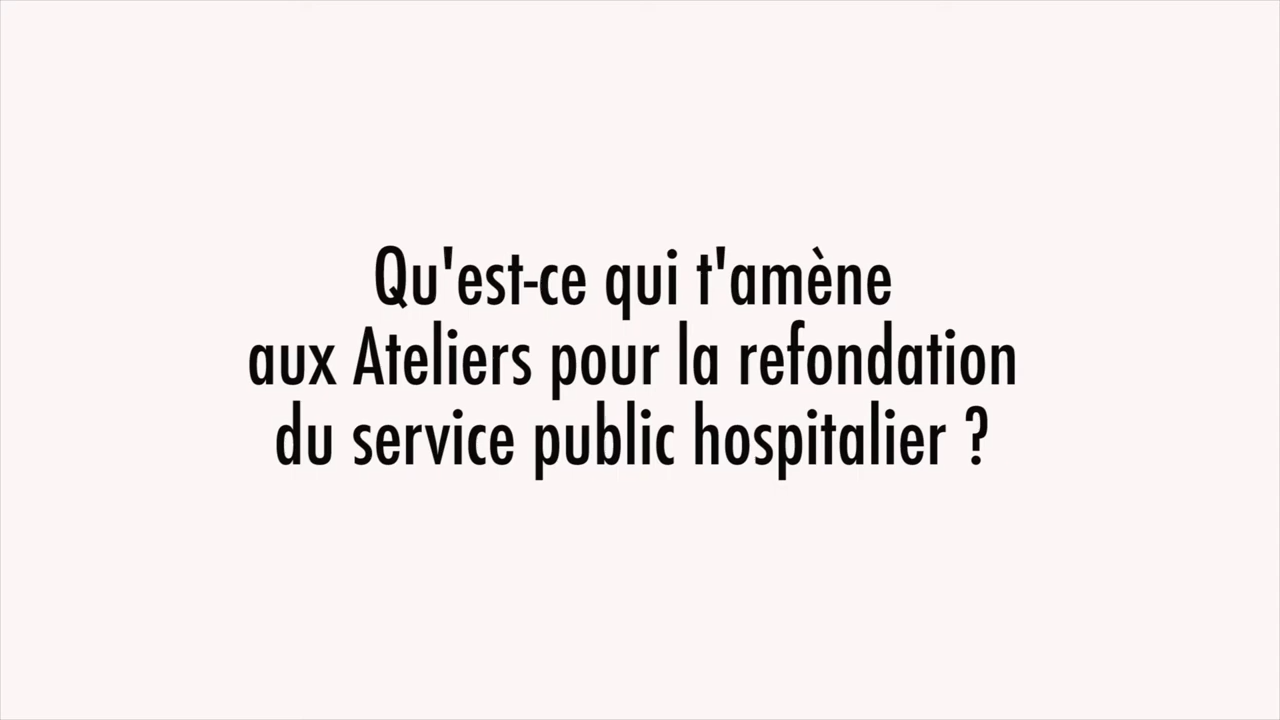 Qu'est-ce qui t'amène
aux Ateliers pour la refondation
du service public hospitalier ?